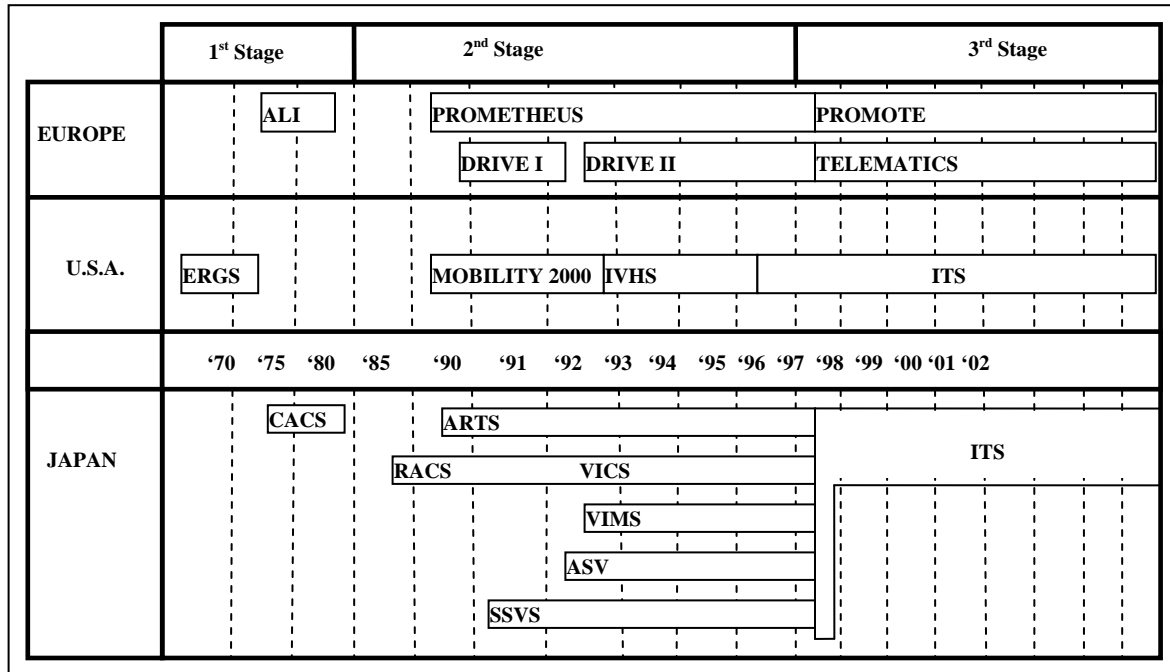 1st Stage 2nd Stage 3rd Stage
EUROPE
ALI PROMETHEUS PROMOTE
DRIVE I DRIVE II TELEMATICS
U.S.A.
ERGS MOBILITY 2000 IVHS ITS
‘70 ‘75 ‘80 ‘85 ‘90 ‘91 ‘92 ‘93 ‘94 ‘95 ‘96 ‘97 ‘98 ‘99 ‘00 ‘01 ‘02
JAPAN
CACS ARTS
ITS
RACS VICS
VIMS
ASV
SSVS